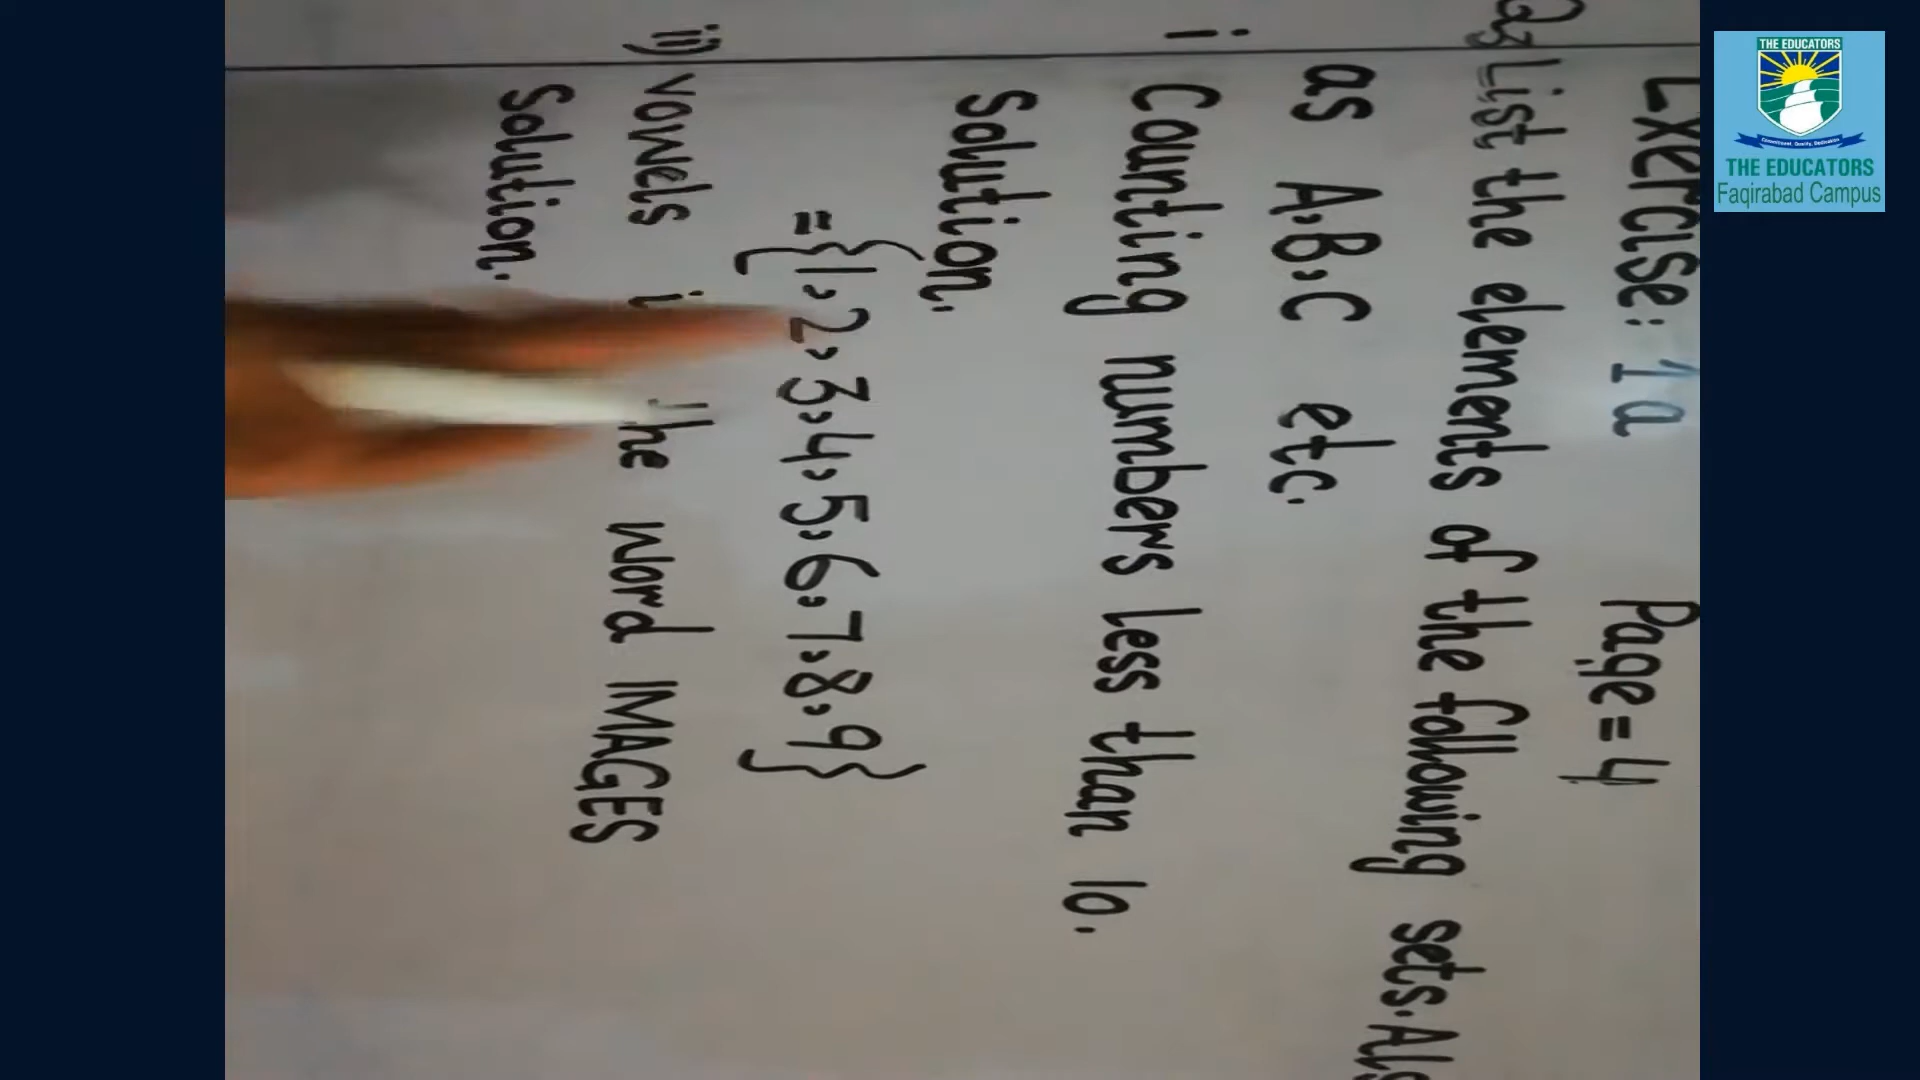 Exercise: 1a Page=4
Q3 List the elements of the following sets. Als
as A, B, C etc.
i Counting numbers less than 10.
Solution.
={1, 2, 3, 4, 5, 6, 7, 8, 9}
ii) vowels the word IMAGES
Solution.
THE EDUCATORS
THE EDUCATORS
Faqirabad Campus